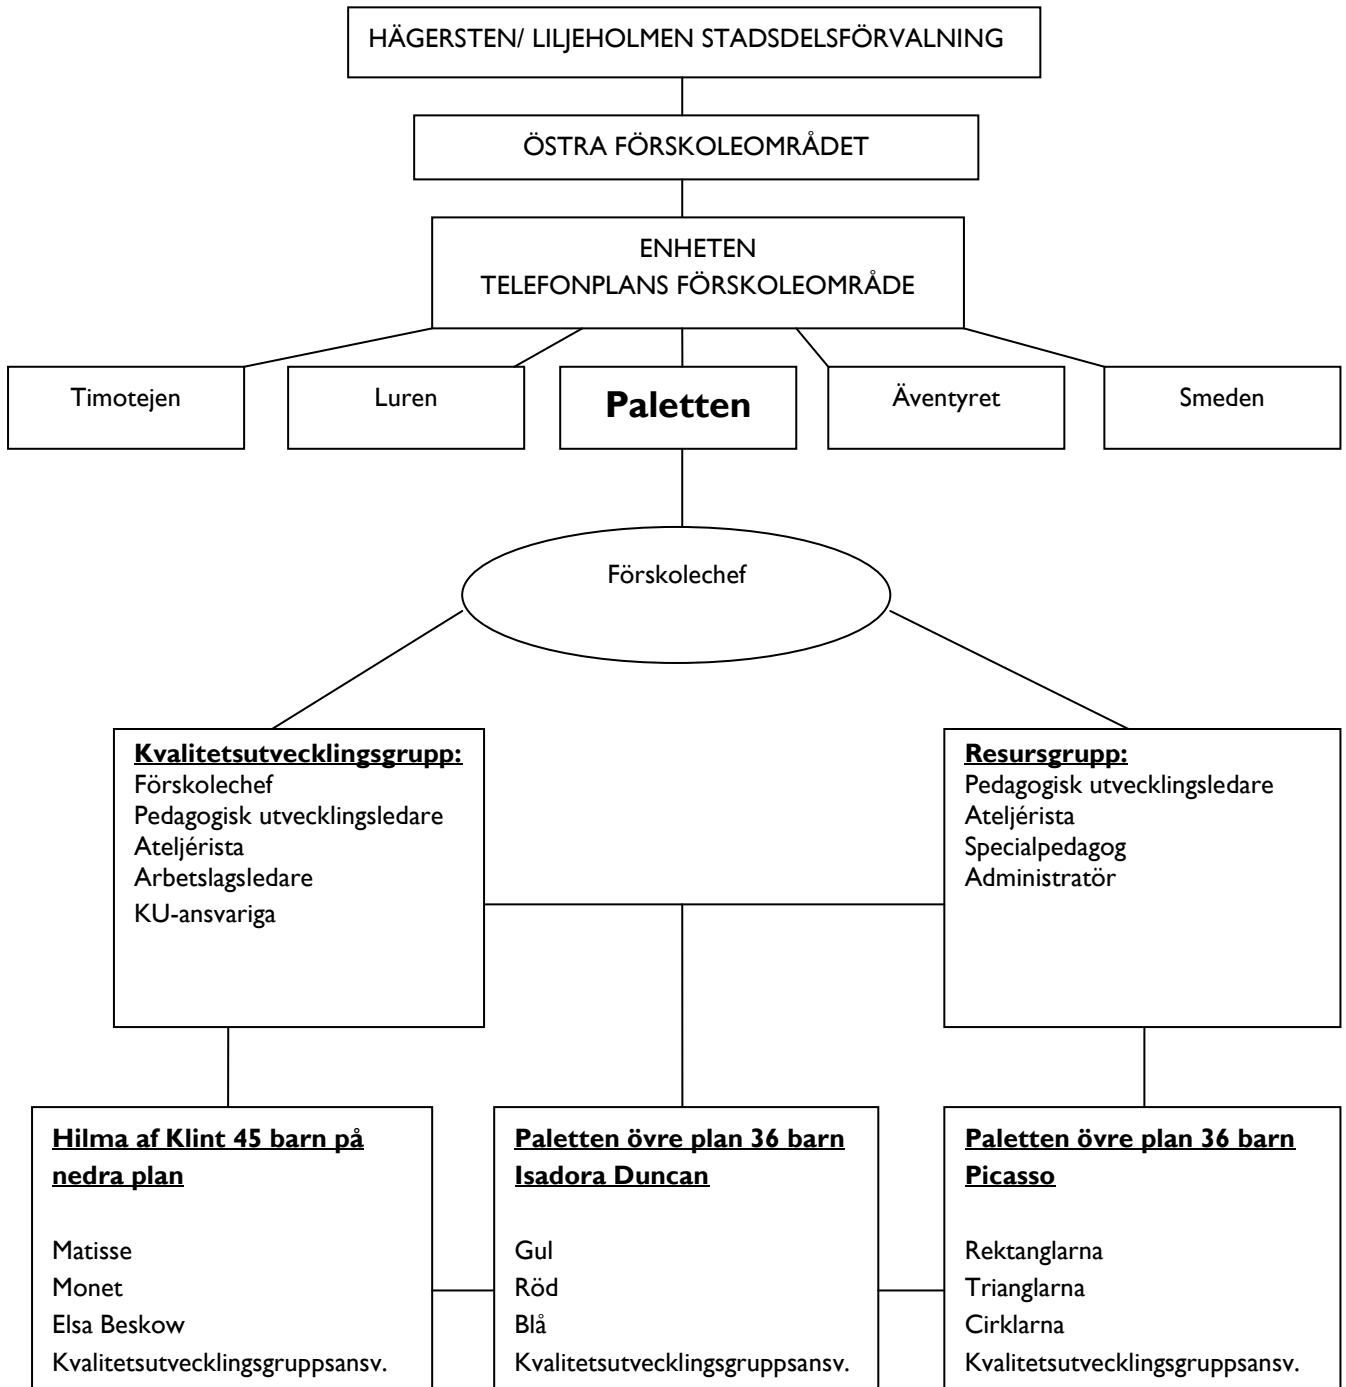 HÄGERSTEN/ LILJEHOLMEN STADSDELSFÖRVALNING
ÖSTRA FÖRSKOLEOMRÅDET
ENHETEN
TELEFONPLANS FÖRSKOLEOMRÅDE
Timotejen
Luren
Paletten
Äventyret
Smeden
Förskolechef
Kvalitetsutvecklingsgrupp:
Förskolechef
Pedagogisk utvecklingsledare
Ateljérista
Arbetslagsledare
KU-ansvariga
Resursgrupp:
Pedagogisk utvecklingsledare
Ateljérista
Specialpedagog
Administratör
Hilma af Klint 45 barn på
nedra plan
Matisse
Monet
Elsa Beskow
Kvalitetsutvecklingsgruppsansv.
Paletten övre plan 36 barn
Isadora Duncan
Gul
Röd
Blå
Kvalitetsutvecklingsgruppsansv.
Paletten övre plan 36 barn
Picasso
Rektanglarna
Trianglarna
Cirklarna
Kvalitetsutvecklingsgruppsansv.